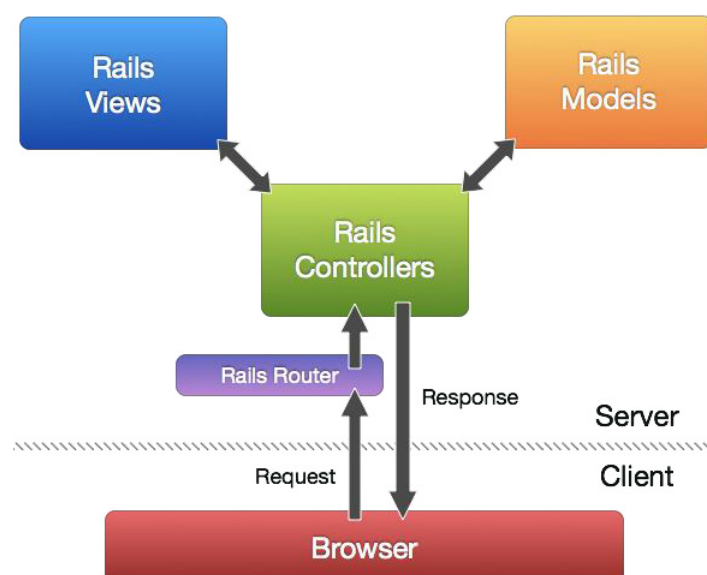 Rails
Views
Rails
Models
Rails
Controllers
Rails Router
Response
Server
Request
Client
Browser